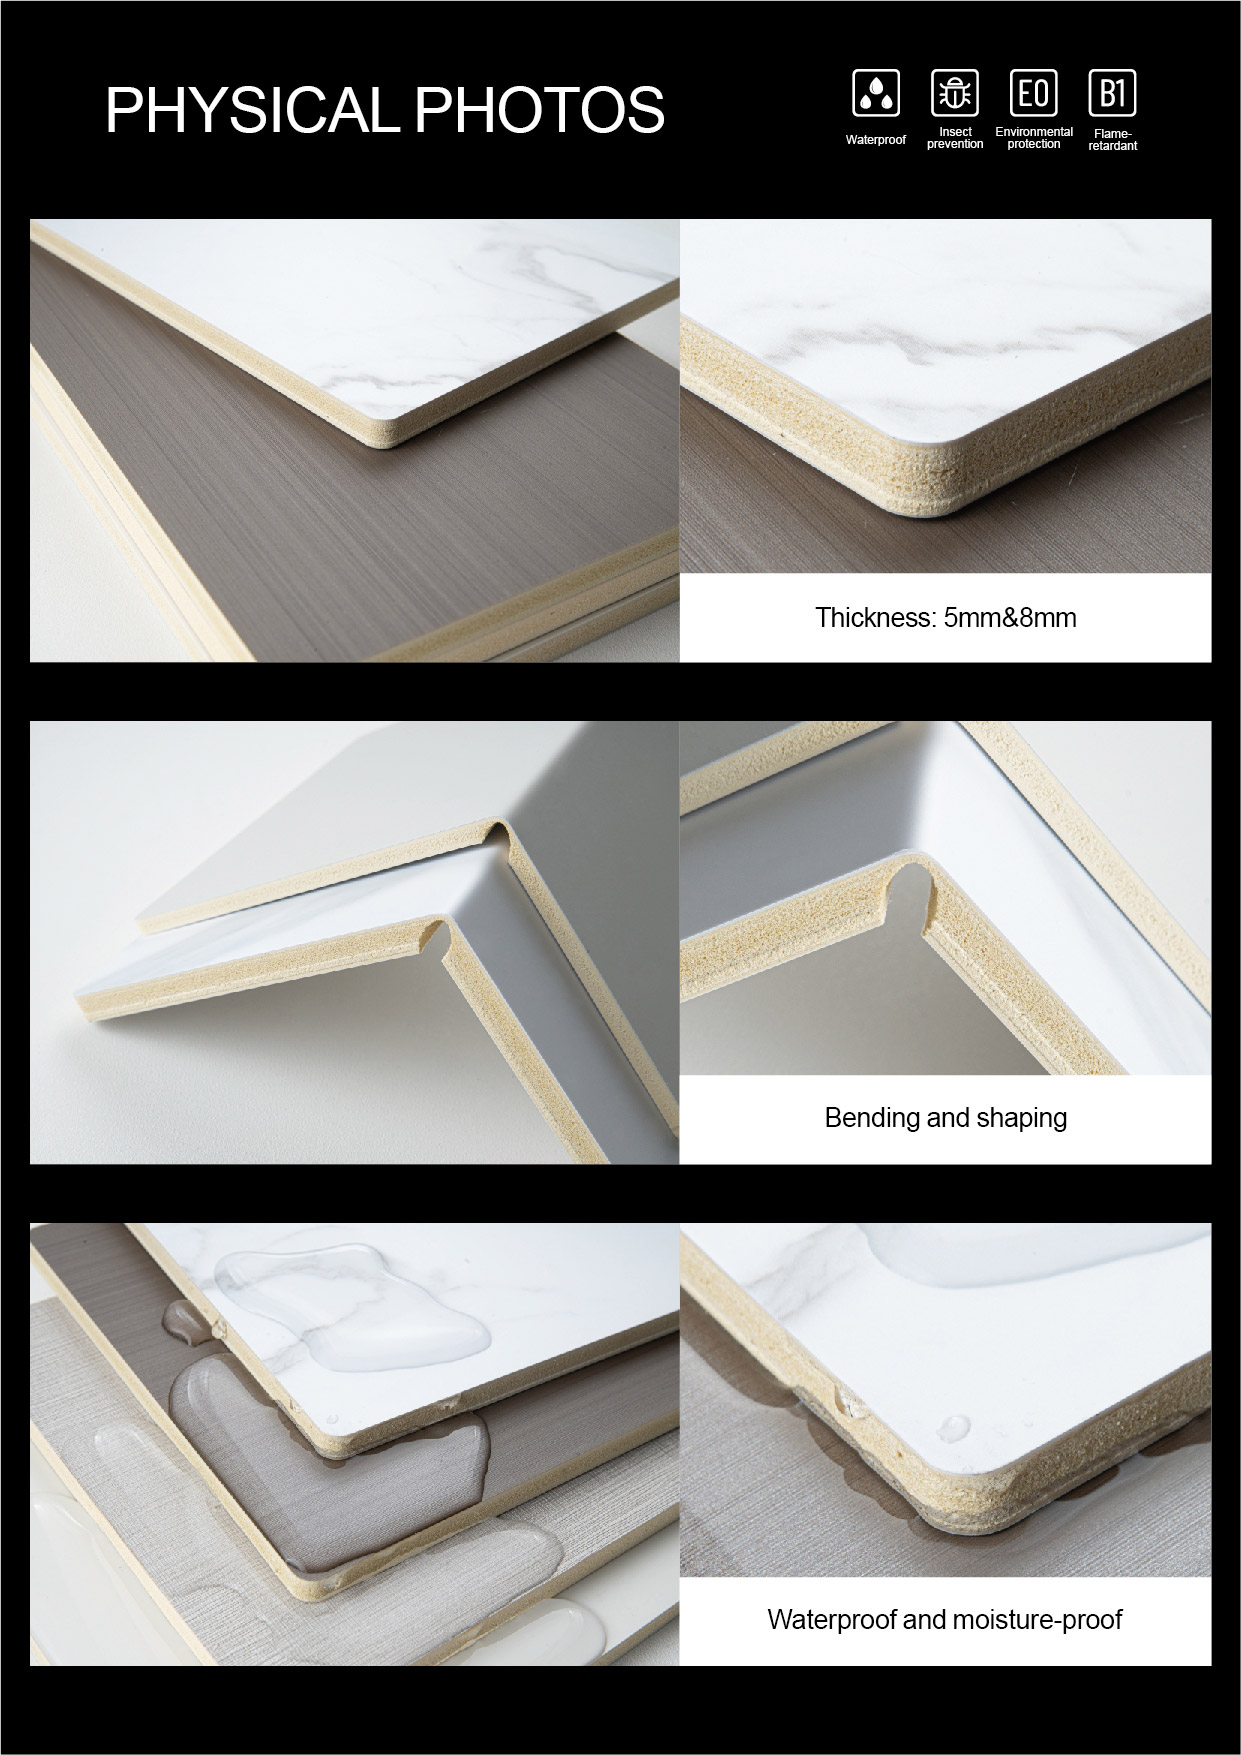 PHYSICAL PHOTOS
E0
B1
Waterproof
Insect
prevention
Environmental
protection
Flame-
retardant
Thickness: 5mm&8mm
Bending and shaping
Waterproof and moisture-proof